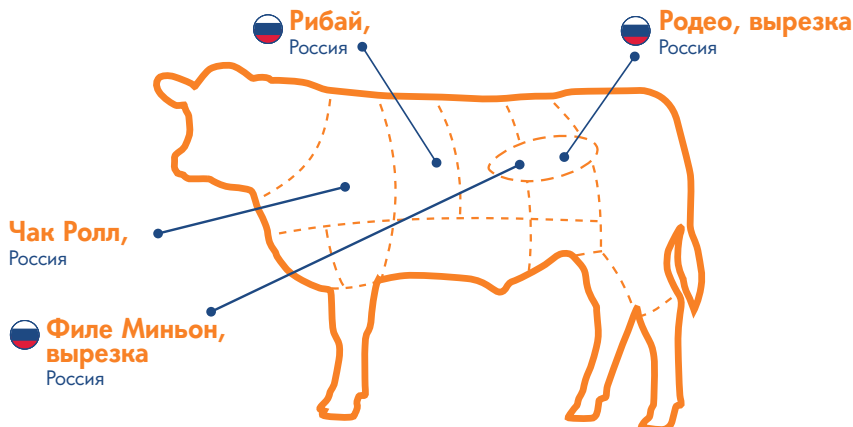 Рибай,
Россия
Родео, вырезка
Россия
Чак Ролл,
Россия
Филе Миньон,
вырезка
Россия